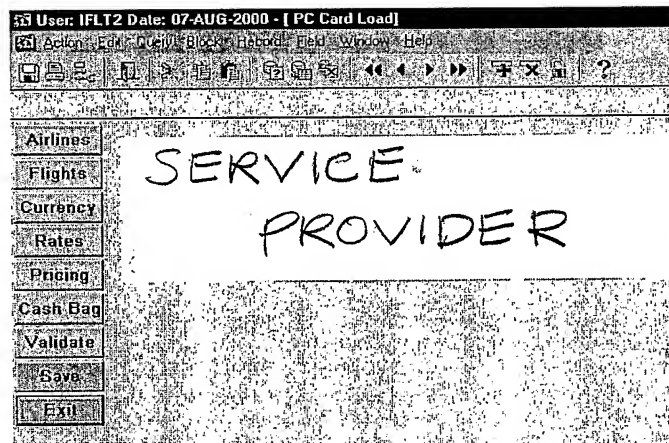 User: IFLT2 Date: 07-AUG-2000 - [ PC Card Load]
Action Edit Query Block Record Field Window Help
?
Airlines
Flights
Currency
Rates
Pricing
Cash Bag
Validate
Save
Exit
SERVICE
PROVIDER